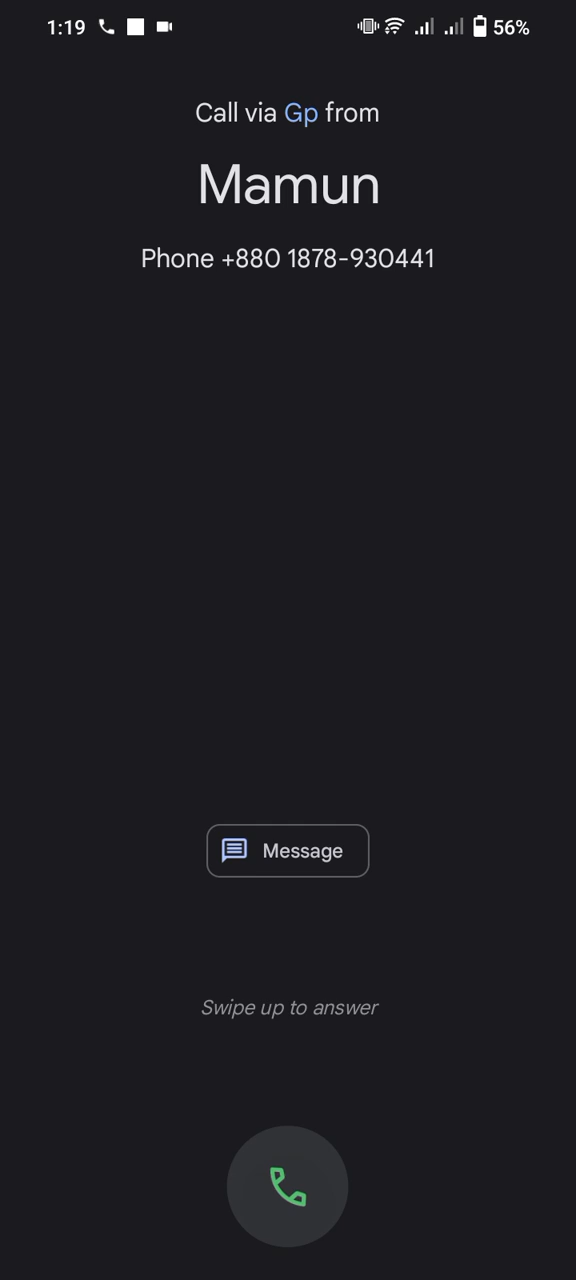 1:19 56%
Call via Gp from
Mamun
Phone +880 1878-930441
Message
Swipe up to answer